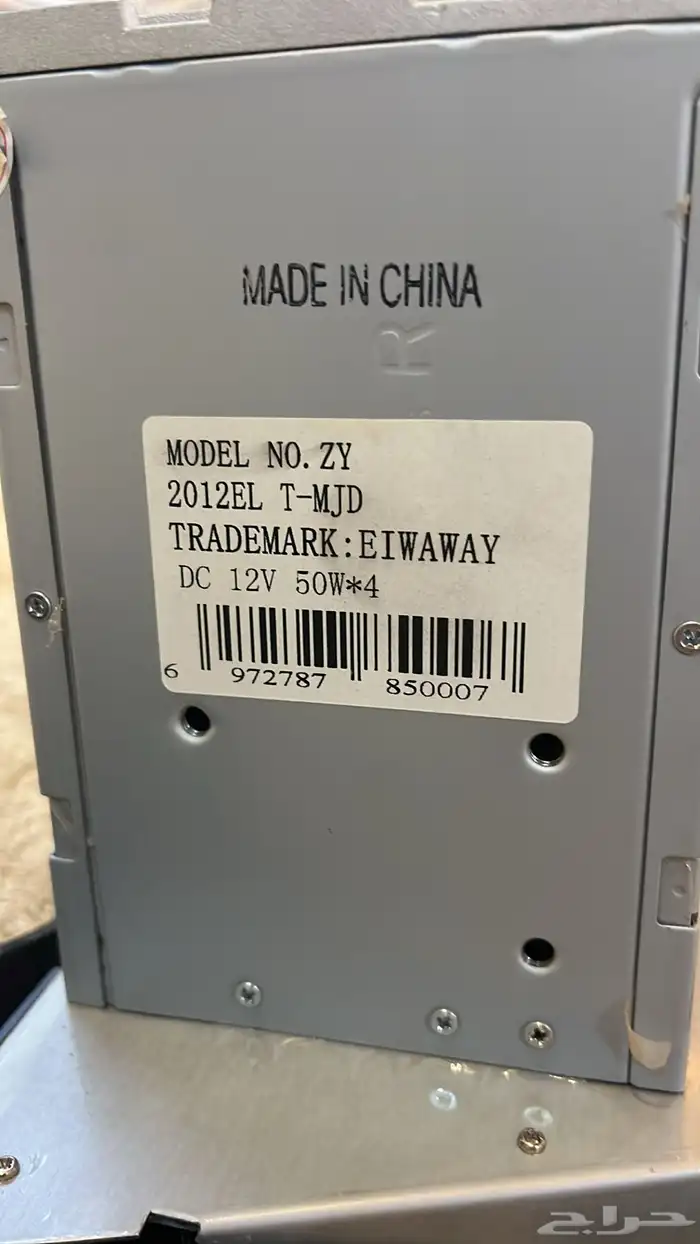 MADE IN CHINA
R
MODEL NO. ZY
2012EL T-MJD
TRADEMARK:EIWAWAY
DC 12V 50W*4
6 972787 850007
حراج